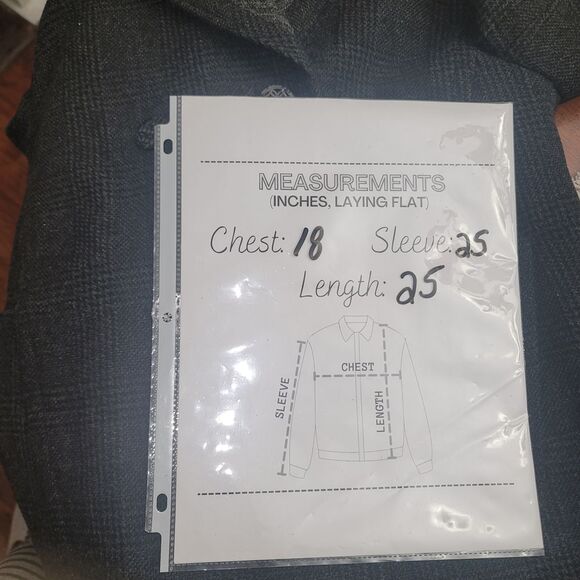 MEASUREMENTS
(INCHES, LAYING FLAT)
Chest: 18 Sleeve: 25
Length: 25
CHEST
SLEEVE
LENGTH